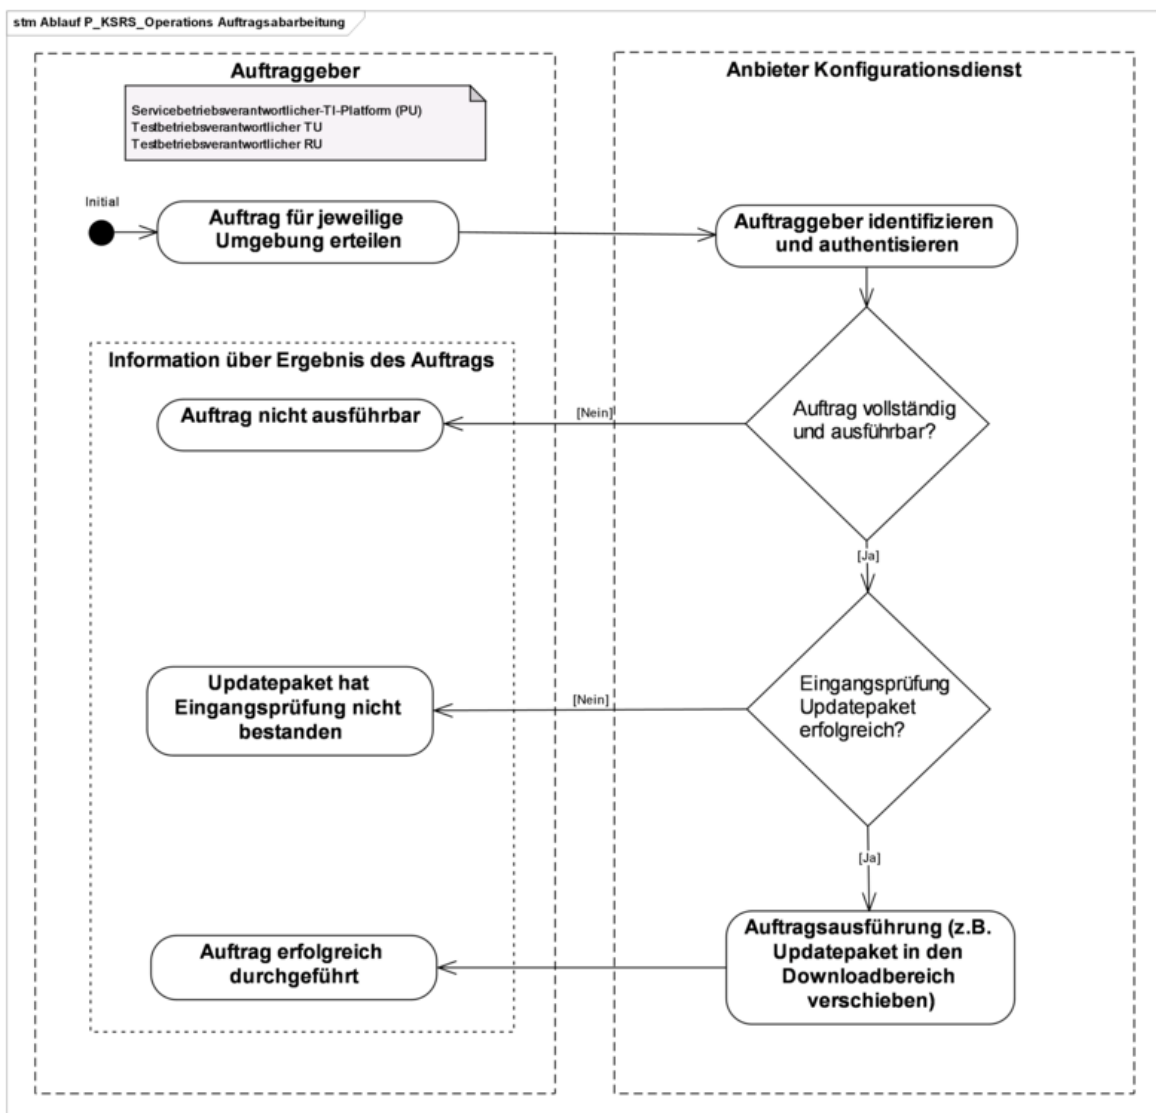 stm Ablauf P_KSRS_Operations Auftragsabarbeitung
Auftraggeber
Anbieter Konfigurationsdienst
Servicebetriebsverantwortlicher-TI-Platform (PU)
Testbetriebsverantwortlicher TU
Testbetriebsverantwortlicher RU
Initial
Auftrag für jeweilige
Umgebung erteilen
Auftraggeber identifizieren
und authentisieren
Information über Ergebnis des Auftrags
Auftrag nicht ausführbar
[Nein]
Auftrag vollständig
und ausführbar?
[Ja]
Updatepaket hat
Eingangsprüfung nicht
bestanden
[Nein]
Eingangsprüfung
Updatepaket
erfolgreich?
[Ja]
Auftrag erfolgreich
durchgeführt
Auftragsausführung (z.B.
Updatepaket in den
Downloadbereich
verschieben)